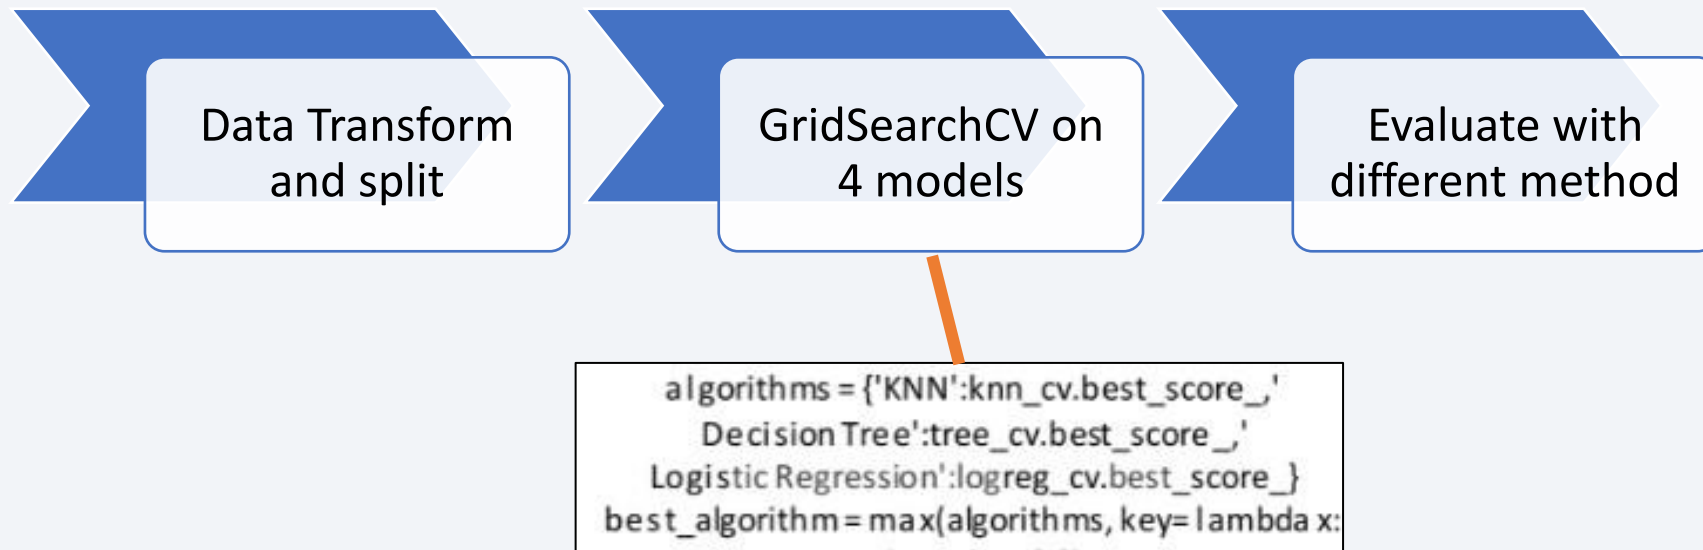 Data Transform
and split
GridSearchCV on
4 models
Evaluate with
different method
algorithms = {'KNN':knn_cv.best_score_,'
Decision Tree':tree_cv.best_score_,'
Logistic Regression':logreg_cv.best_score_}
best_algorithm = max(algorithms, key= lambda x: